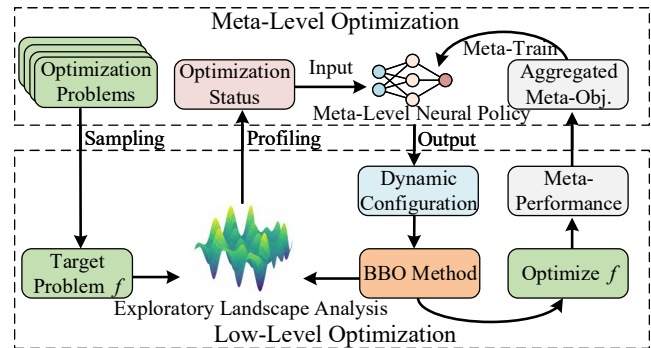 Meta-Level Optimization
Optimization
Problems
Optimization
Status
Input
Meta-Train
Aggregated
Meta-Obj.
Meta-Level Neural Policy
Sampling
Profiling
Output
Dynamic
Configuration
Meta-
Performance
Target
Problem f
BBO Method
Optimize f
Exploratory Landscape Analysis
Low-Level Optimization